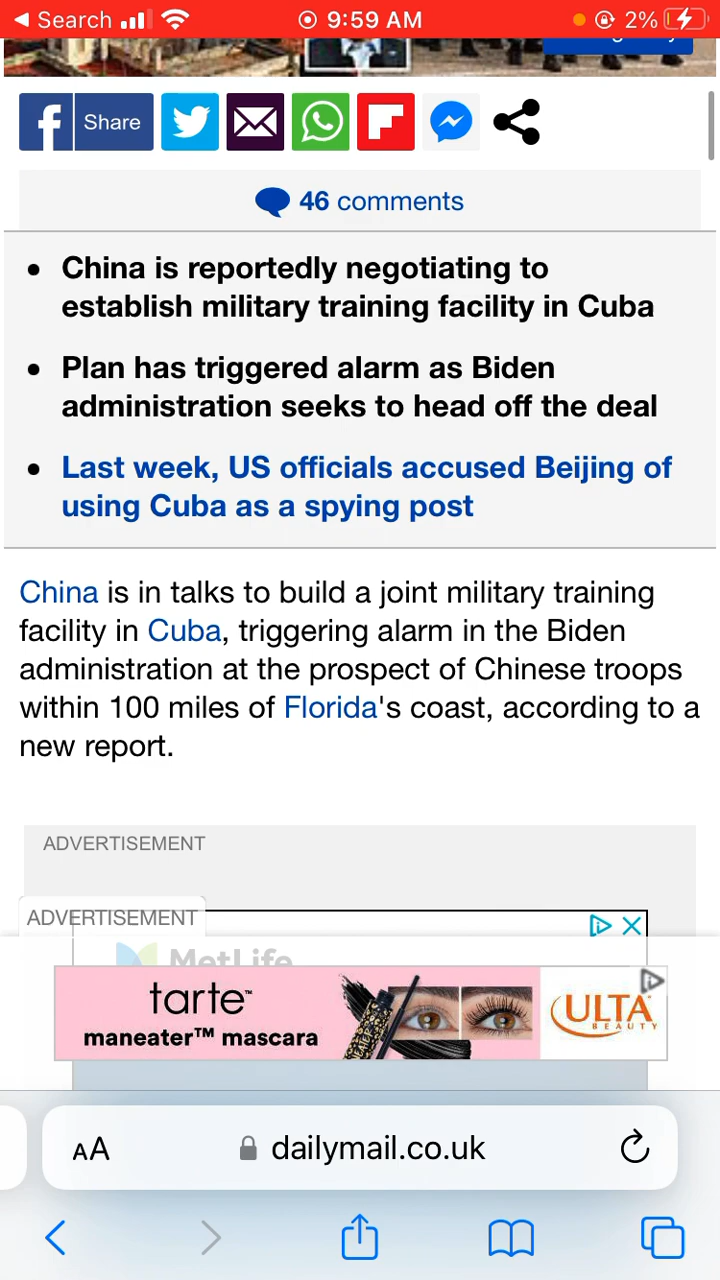 Search
9:59 AM
2%
Share
46 comments
China is reportedly negotiating to
establish military training facility in Cuba
Plan has triggered alarm as Biden
administration seeks to head off the deal
Last week, US officials accused Beijing of
using Cuba as a spying post
China is in talks to build a joint military training
facility in Cuba, triggering alarm in the Biden
administration at the prospect of Chinese troops
within 100 miles of Florida's coast, according to a
new report.
ADVERTISEMENT
ADVERTISEMENT
MetLife
tarte™
maneater™ mascara
ULTA
BEAUTY
AA
dailymail.co.uk